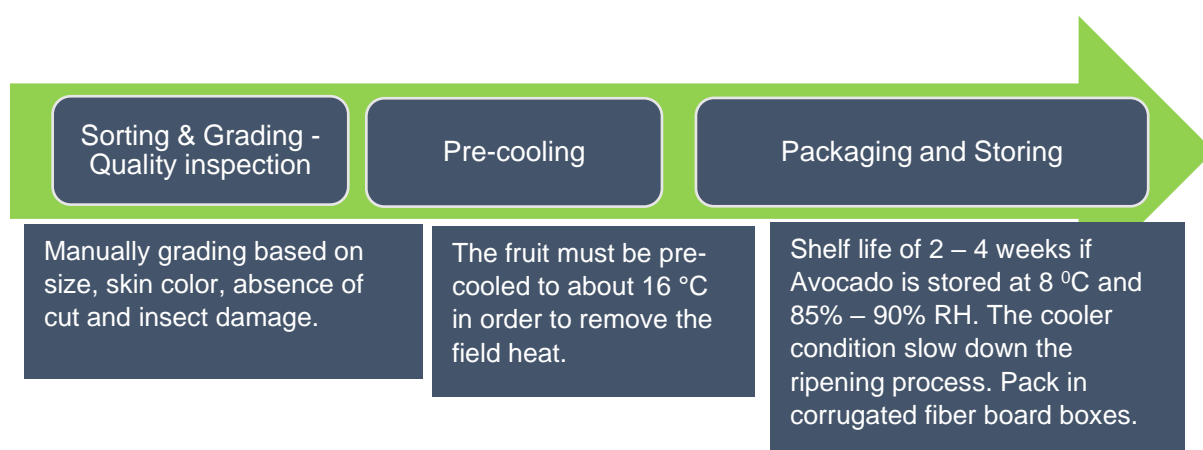 Sorting & Grading -
Quality inspection
Pre-cooling
Packaging and Storing
Manually grading based on
size, skin color, absence of
cut and insect damage.
The fruit must be pre-
cooled to about 16 °C
in order to remove the
field heat.
Shelf life of 2 – 4 weeks if
Avocado is stored at 8 ⁰C and
85% – 90% RH. The cooler
condition slow down the
ripening process. Pack in
corrugated fiber board boxes.